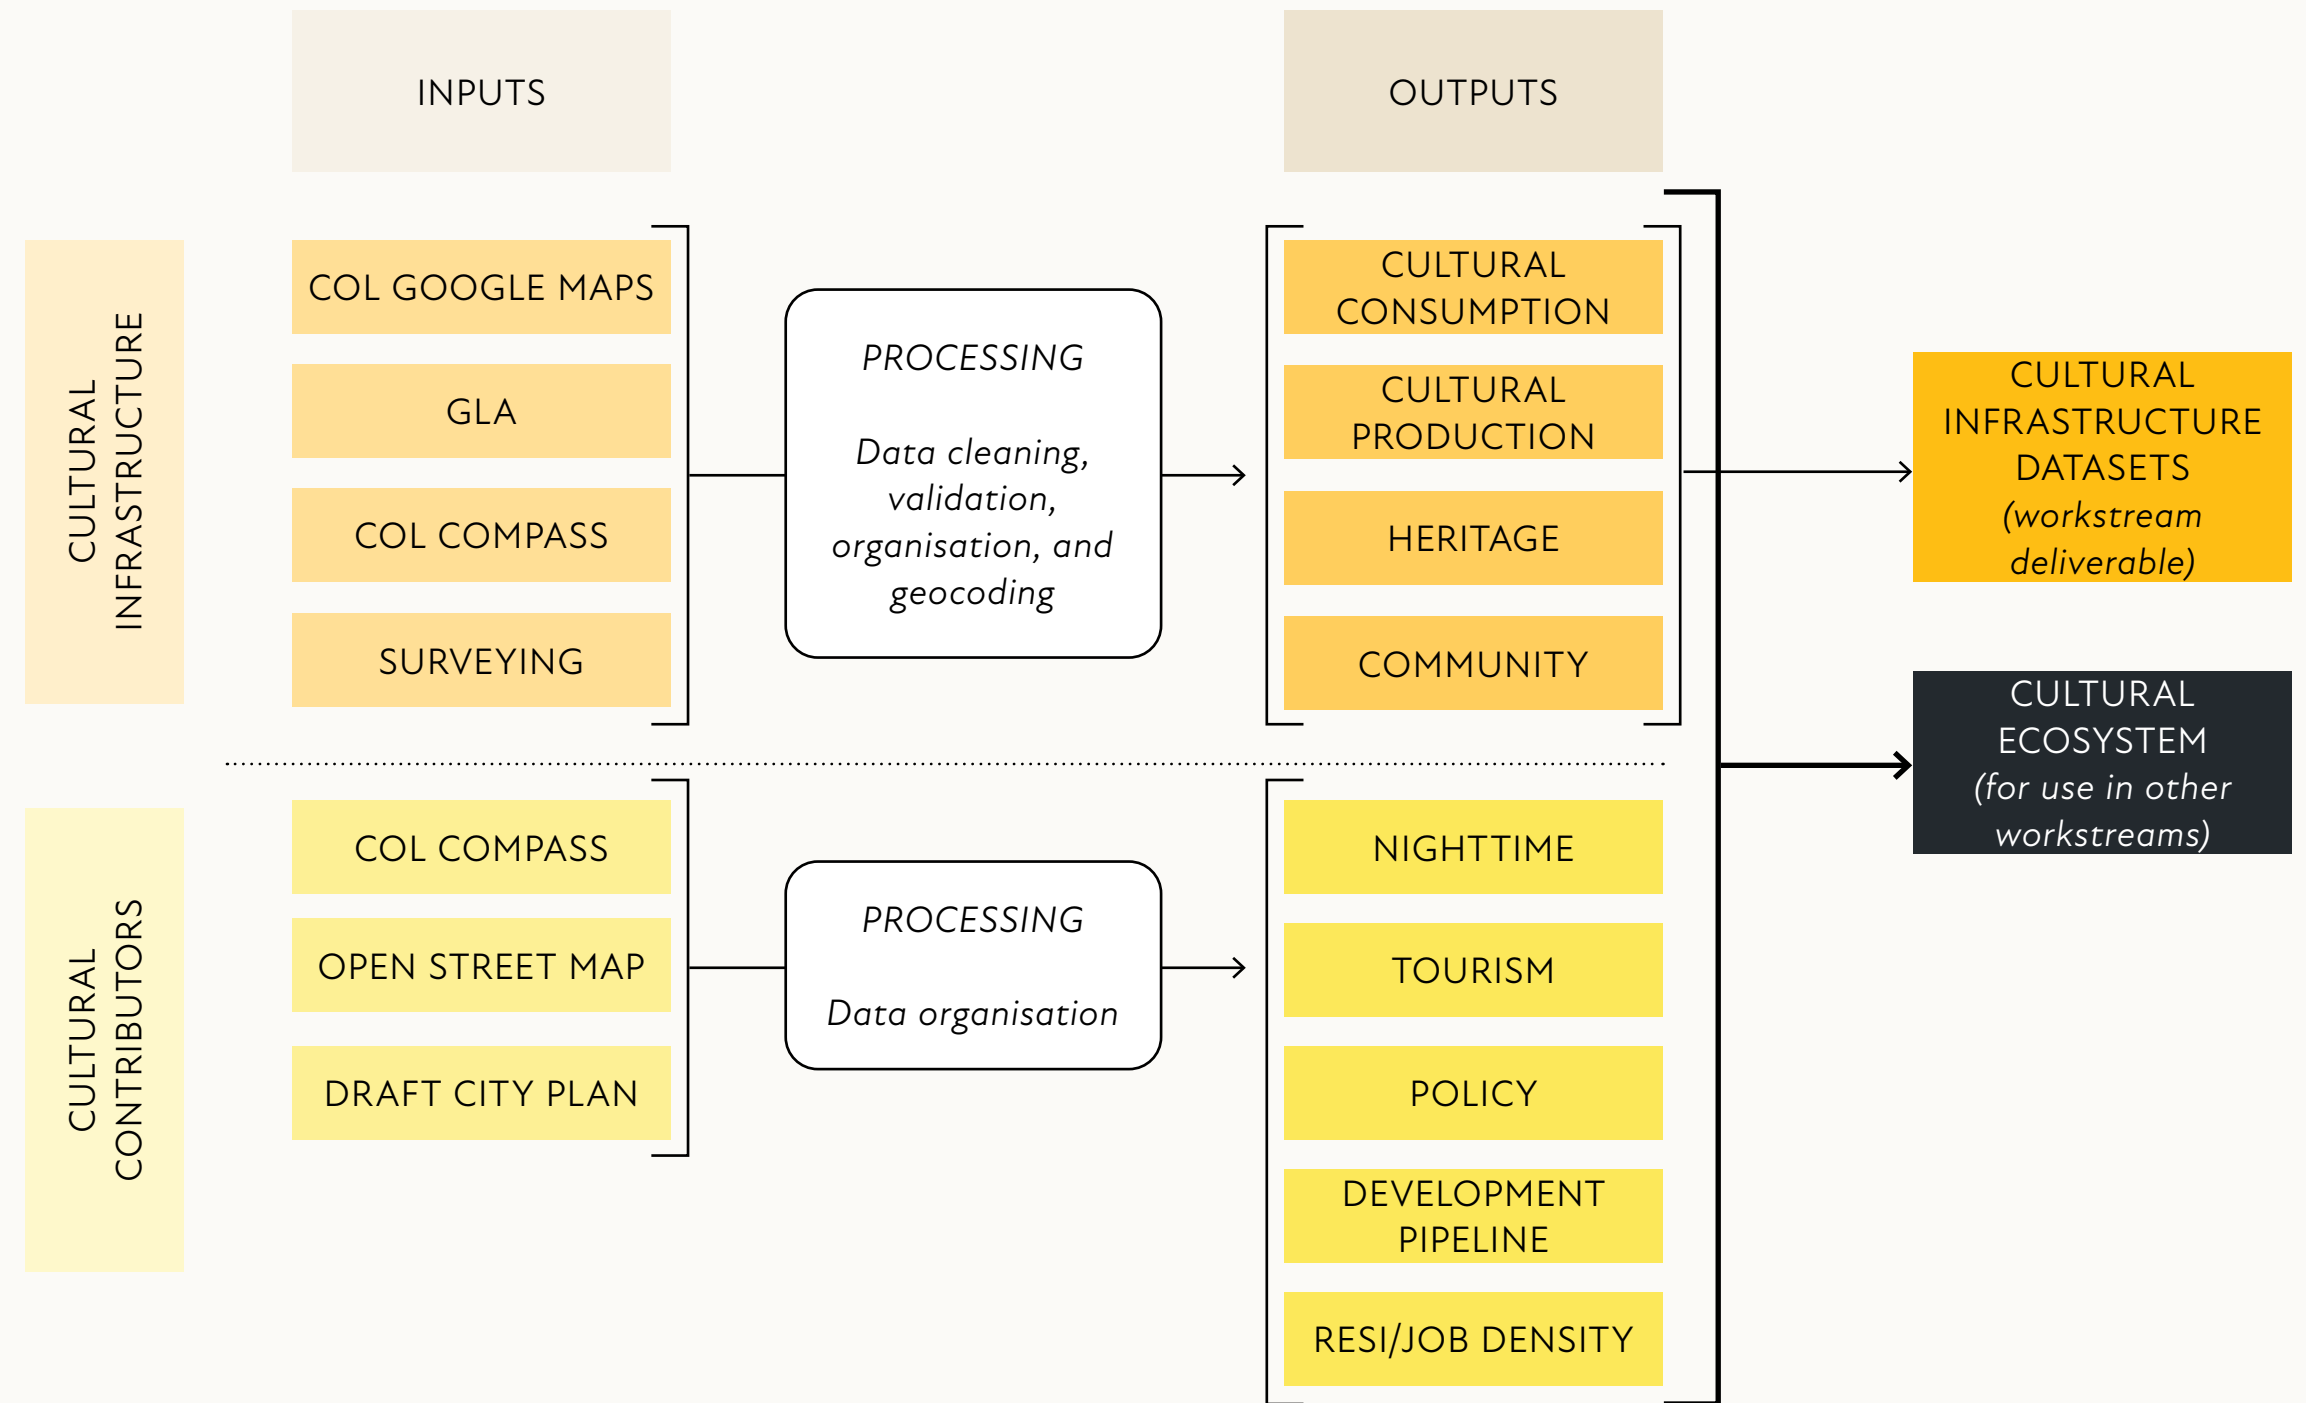 INPUTS
OUTPUTS
CULTURAL
INFRASTRUCTURE
COL GOOGLE MAPS
GLA
COL COMPASS
SURVEYING
PROCESSING
Data cleaning,
validation,
organisation, and
geocoding
CULTURAL
CONSUMPTION
CULTURAL
PRODUCTION
HERITAGE
COMMUNITY
CULTURAL
INFRASTRUCTURE
DATASETS
(workstream
deliverable)
CULTURAL
ECOSYSTEM
(for use in other
workstreams)
CULTURAL
CONTRIBUTORS
COL COMPASS
OPEN STREET MAP
DRAFT CITY PLAN
PROCESSING
Data organisation
NIGHTTIME
TOURISM
POLICY
DEVELOPMENT
PIPELINE
RESI/JOB DENSITY